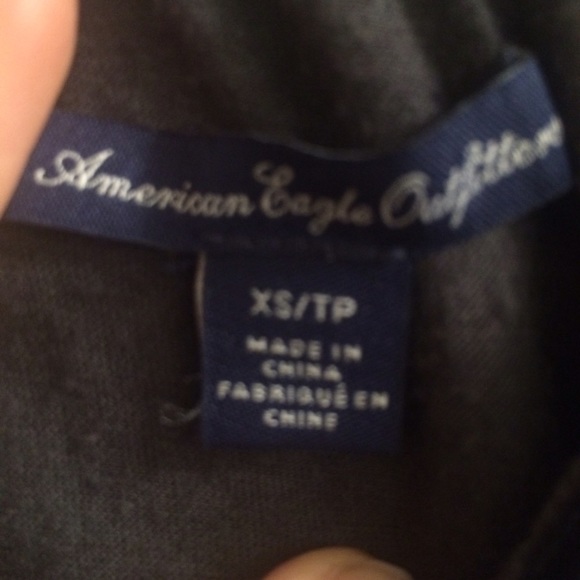 American Eagle Outfitters
XS/TP
MADE IN
CHINA
FABRIQUÉ EN
CHINE